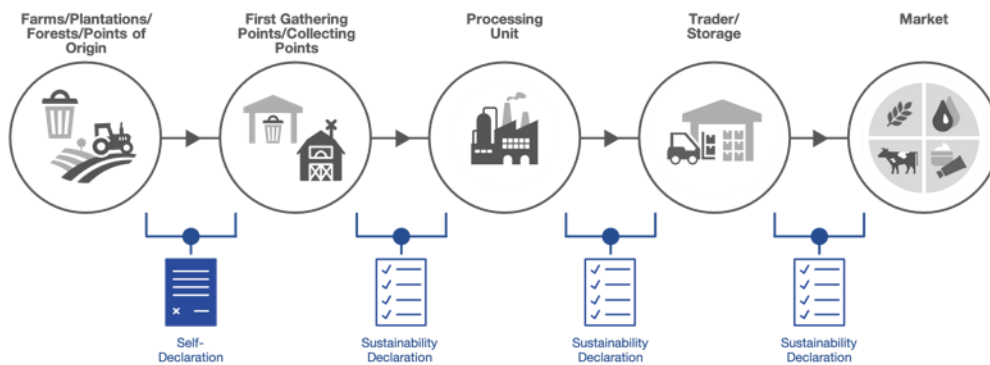 Farms/Plantations/
Forests/Points of
Origin
First Gathering
Points/Collecting
Points
Processing
Unit
Trader/
Storage
Market
Self-
Declaration
Sustainability
Declaration
Sustainability
Declaration
Sustainability
Declaration